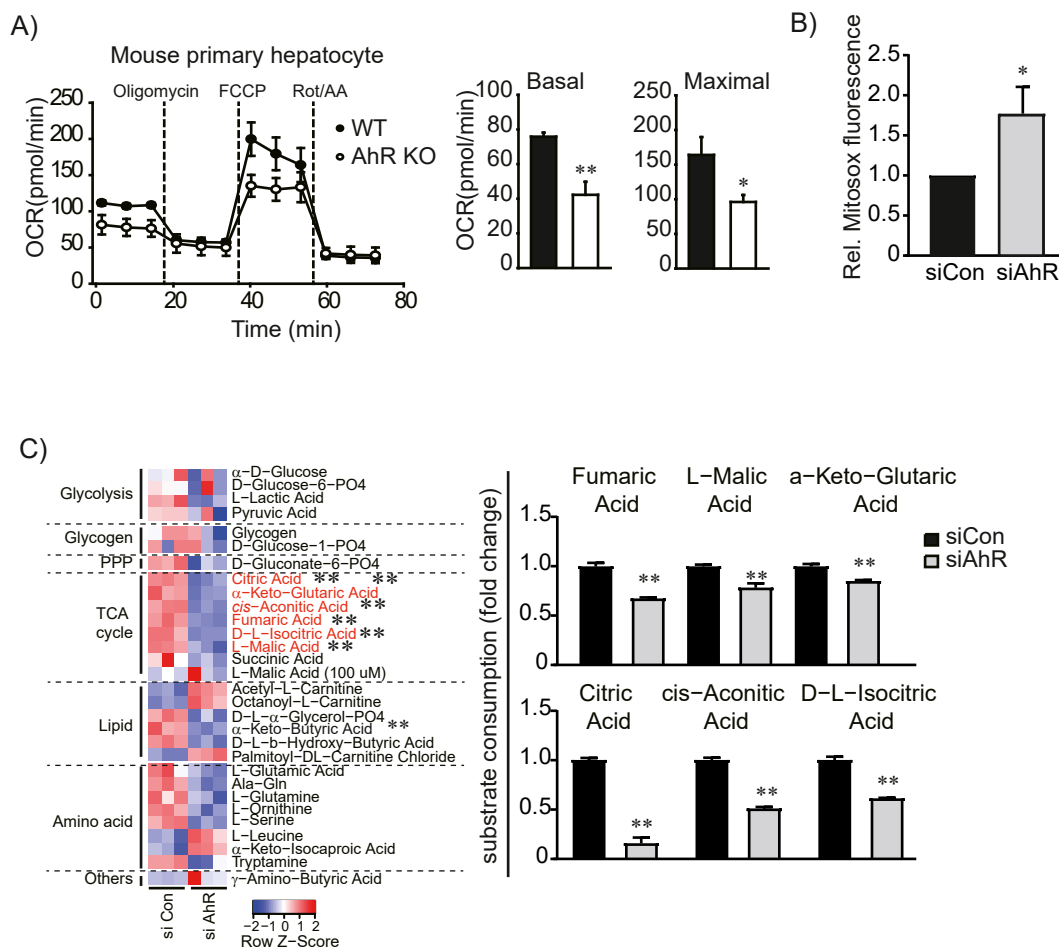 A)
Mouse primary hepatocyte
Oligomycin FCCP Rot/AA
WT
AhR KO
OCR(pmol/min)
250
200
150
100
50
0
0 20 40 60 80
Time (min)
Basal
OCR(pmol/min)
100
80
60
40
20
0
**
Maximal
250
200
150
100
50
0
*
B)
Rel. Mitosox fluorescence
2.5
2.0
1.5
1.0
0.5
0.0
*
siCon siAhR
C)
Glycolysis
α-D-Glucose
D-Glucose-6-PO4
L-Lactic Acid
Pyruvic Acid
Glycogen
Glycogen
D-Glucose-1-PO4
PPP
D-Gluconate-6-PO4
TCA
cycle
Citric Acid ** **
α-Keto-Glutaric Acid
cis-Aconitic Acid **
Fumaric Acid **
D-L-Isocitric Acid **
L-Malic Acid **
Succinic Acid
L-Malic Acid (100 uM)
Lipid
Acetyl-L-Carnitine
Octanoyl-L-Carnitine
D-L-α-Glycerol-PO4
α-Keto-Butyric Acid **
D-L-b-Hydroxy-Butyric Acid
Palmitoyl-DL-Carnitine Chloride
Amino acid
L-Glutamic Acid
Ala-Gln
L-Glutamine
L-Ornithine
L-Serine
L-Leucine
α-Keto-Isocaproic Acid
Tryptamine
Others
γ-Amino-Butyric Acid
si Con
si AhR
-2 -1 0 1 2
Row Z-Score
substrate consumption (fold change)
Fumaric
Acid
L-Malic
Acid
a-Keto-Glutaric
Acid
1.5
1.0
0.5
0
** ** **
siCon
siAhR
Citric
Acid
cis-Aconitic
Acid
D-L-Isocitric
Acid
1.5
1.0
0.5
0
** ** **